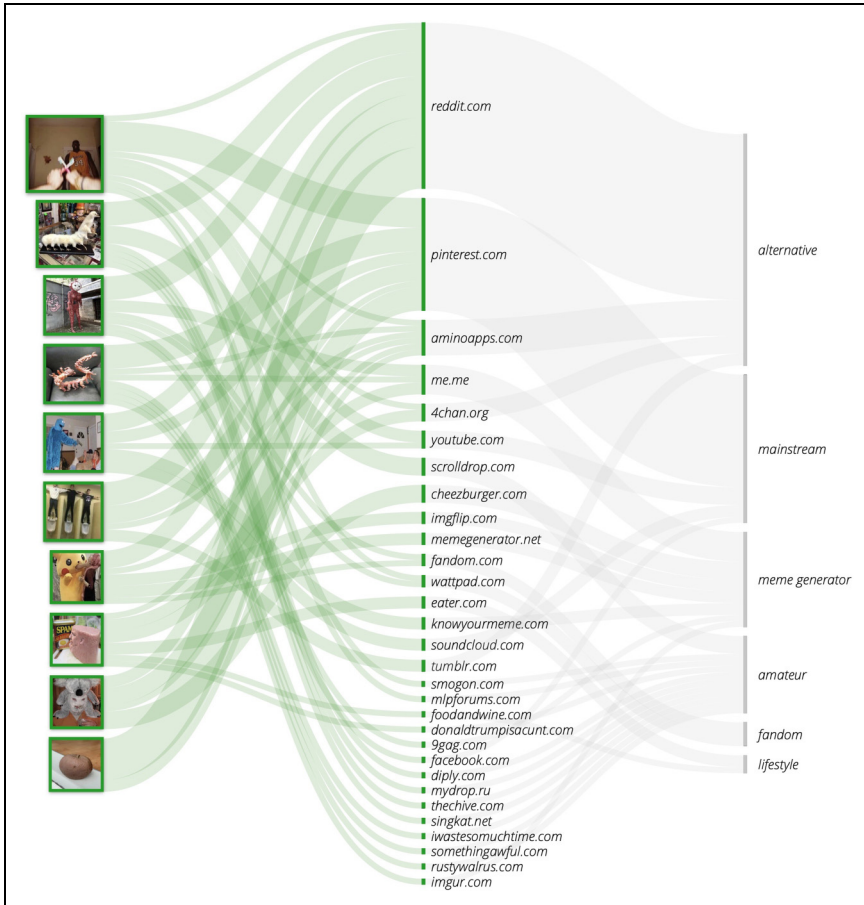 reddit.com
pinterest.com
aminoapps.com
me.me
4chan.org
youtube.com
scrolldrop.com
cheezburger.com
imgflip.com
memegenerator.net
fandom.com
wattpad.com
eater.com
knowyourmeme.com
soundcloud.com
tumblr.com
smogon.com
mlpforums.com
foodandwine.com
donaldtrumpisacunt.com
9gag.com
facebook.com
diply.com
mydrop.ru
thechive.com
singkat.net
iwastesomuchtime.com
somethingawful.com
rustywalrus.com
imgur.com
alternative
mainstream
meme generator
amateur
fandom
lifestyle
SPAM